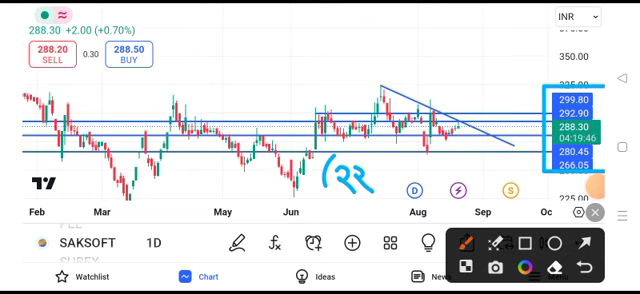 INR
288.30 +2.00 (+0.70%)
288.20
SELL
0.30
288.50
BUY
350.00
299.80
292.90
288.30
04:19:46
280.45
266.05
225.00
(२२
D
S
Feb Mar May Jun Aug Sep Oc
SAKSOFT 1D
Watchlist Chart Ideas News